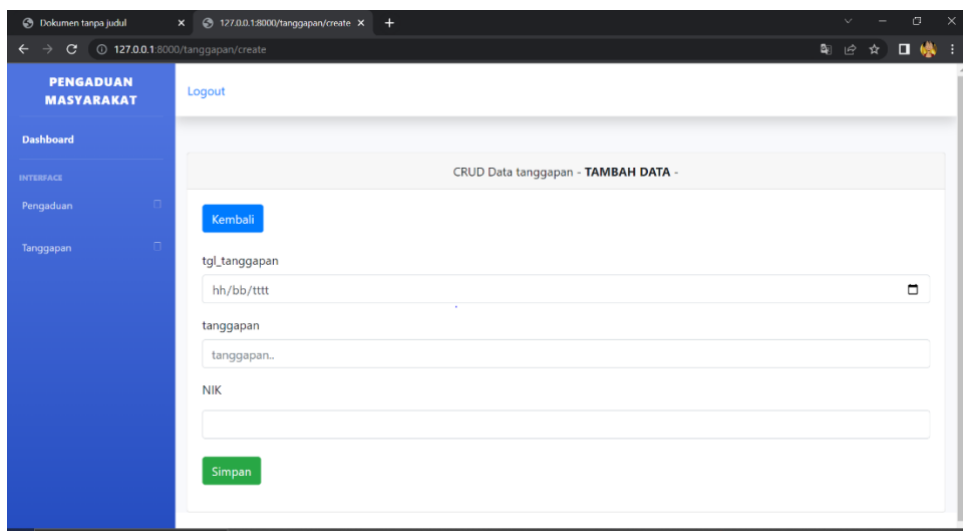 Dokumen tanpa judul
127.0.0.1:8000/tanggapan/create
127.0.0.1:8000/tanggapan/create
PENGADUAN
MASYARAKAT
Logout
Dashboard
INTERFACE
Pengaduan
Tanggapan
CRUD Data tanggapan - TAMBAH DATA -
Kembali
tgl_tanggapan
hh/bb/tttt
tanggapan
tanggapan..
NIK
Simpan